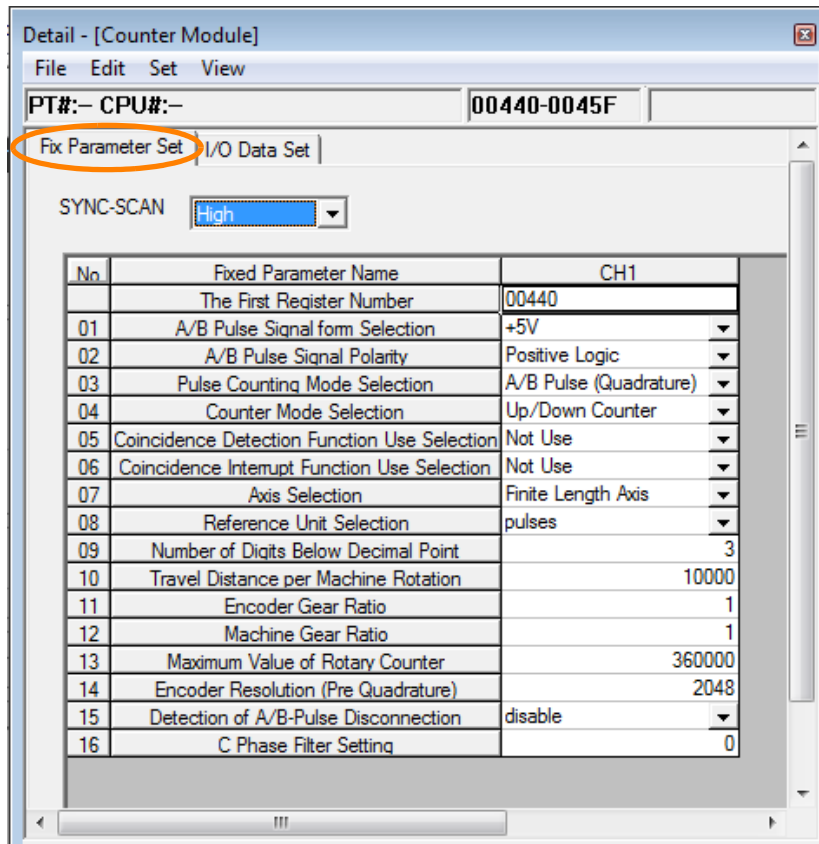 Detail - [Counter Module]
File Edit Set View
PT#:– CPU#:– 00440-0045F
Fix Parameter Set I/O Data Set
SYNC-SCAN High
No Fixed Parameter Name CH1
The First Register Number 00440
01 A/B Pulse Signal form Selection +5V
02 A/B Pulse Signal Polarity Positive Logic
03 Pulse Counting Mode Selection A/B Pulse (Quadrature)
04 Counter Mode Selection Up/Down Counter
05 Coincidence Detection Function Use Selection Not Use
06 Coincidence Interrupt Function Use Selection Not Use
07 Axis Selection Finite Length Axis
08 Reference Unit Selection pulses
09 Number of Digits Below Decimal Point 3
10 Travel Distance per Machine Rotation 10000
11 Encoder Gear Ratio 1
12 Machine Gear Ratio 1
13 Maximum Value of Rotary Counter 360000
14 Encoder Resolution (Pre Quadrature) 2048
15 Detection of A/B-Pulse Disconnection disable
16 C Phase Filter Setting 0